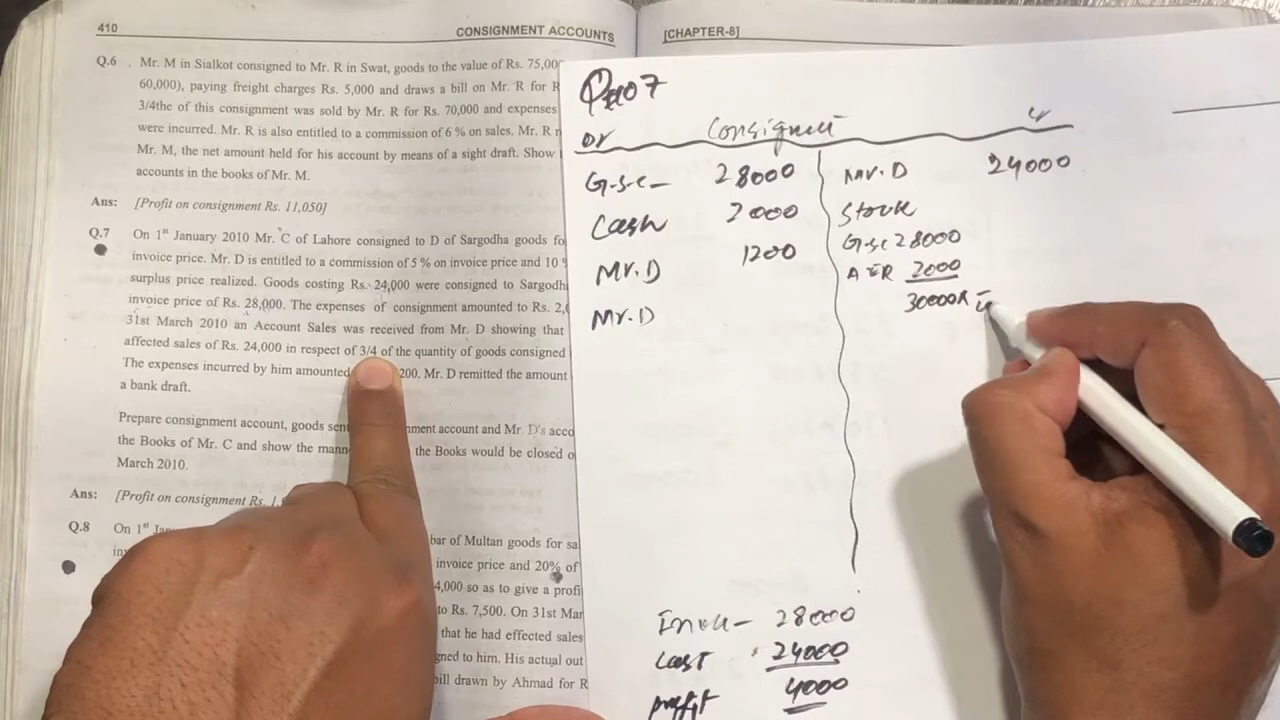 410
CONSIGNMENT ACCOUNTS
[CHAPTER-8]
Q.6 Mr. M in Sialkot consigned to Mr. R in Swat, goods to the value of Rs. 75,00
60,000), paying freight charges Rs. 5,000 and draws a bill on Mr. R for R
3/4the of this consignment was sold by Mr. R for Rs. 70,000 and expenses
were incurred. Mr. R is also entitled to a commission of 6 % on sales. Mr. R
Mr. M, the net amount held for his account by means of a sight draft. Show
accounts in the books of Mr. M.
Ans: [Profit on consignment Rs. 11,050]
Q.7 On 1st January 2010 Mr. C of Lahore consigned to D of Sargodha goods fo
invoice price. Mr. D is entitled to a commission of 5 % on invoice price and 10 %
surplus price realized. Goods costing Rs. 24,000 were consigned to Sargodh
invoice price of Rs. 28,000. The expenses of consignment amounted to Rs. 2,
31st March 2010 an Account Sales was received from Mr. D showing that
affected sales of Rs. 24,000 in respect of 3/4 of the quantity of goods consigned
The expenses incurred by him amounted 200. Mr. D remitted the amount
a bank draft.
Prepare consignment account, goods sen nment account and Mr. D's acco
the Books of Mr. C and show the mann the Books would be closed o
March 2010.
Ans: [Profit on consignment Rs. 1,
Q.8 On 1st Jan bar of Multan goods for sa
inv invoice price and 20% of
4,000 so as to give a profi
to Rs. 7,500. On 31st Mar
that he had effected sales
gned to him. His actual out
bill drawn by Ahmad for R
Q#07
Dr Consignment Cr
G.S.C- 28000 Mr. D 24000
Cash 2000 Stock
Mr. D 1200 G.S.C 28000
Mr. D 2000
30000x
28000
Cost 24000
profit 4000